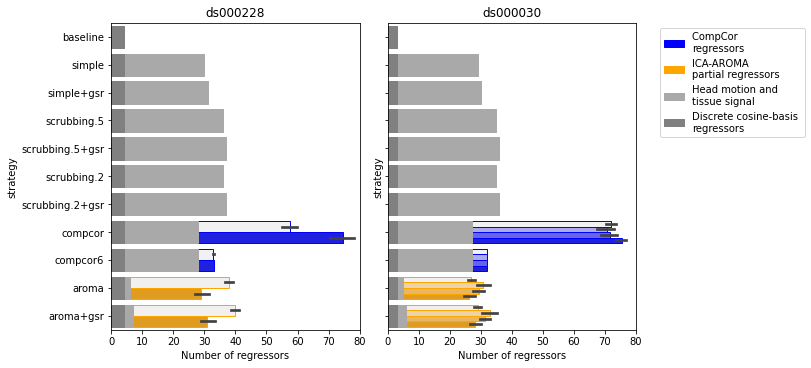 ds000228
ds000030
strategy
baseline
simple
simple+gsr
scrubbing.5
scrubbing.5+gsr
scrubbing.2
scrubbing.2+gsr
compcor
compcor6
aroma
aroma+gsr
0 10 20 30 40 50 60 70 80
Number of regressors
strategy
0 10 20 30 40 50 60 70 80
Number of regressors
CompCor
regressors
ICA-AROMA
partial regressors
Head motion and
tissue signal
Discrete cosine-basis
regressors